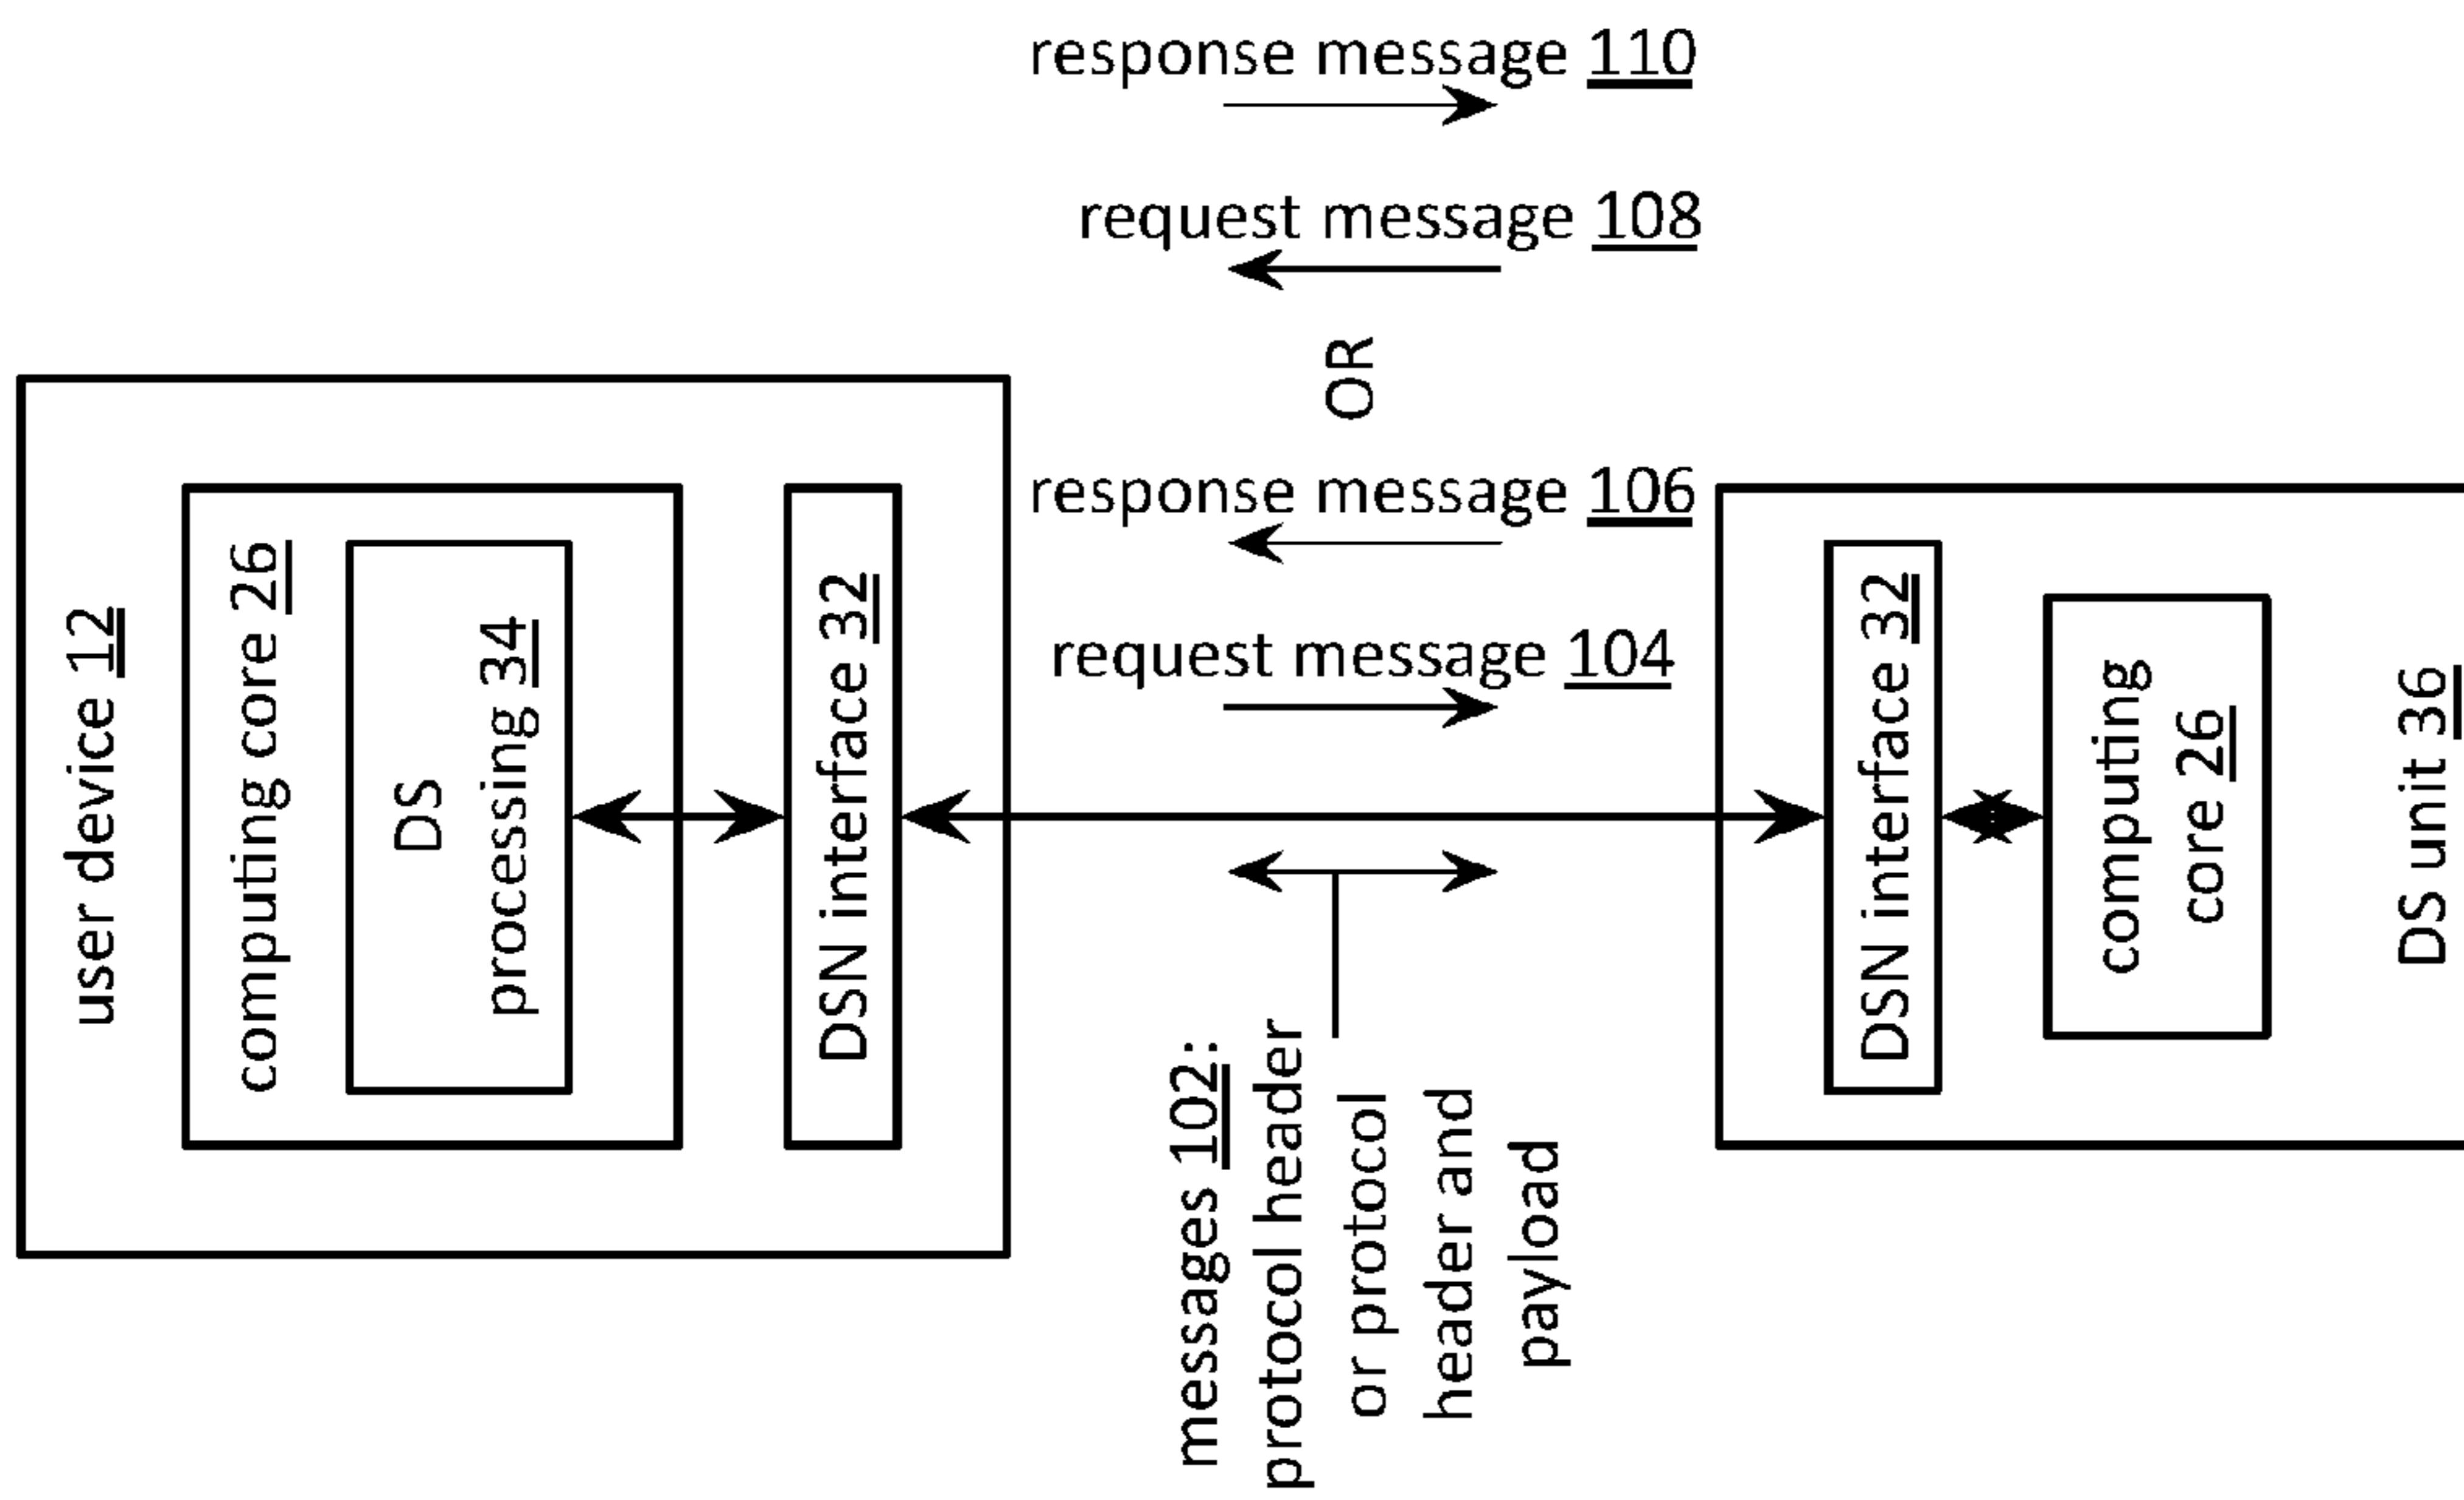 user device 12
computing core 26
DS
processing 34
DSN interface 32
response message 110
request message 108
OR
response message 106
request message 104
messages 102:
protocol header
or protocol
header and
payload
DSN interface 32
computing
core 26
DS unit 36